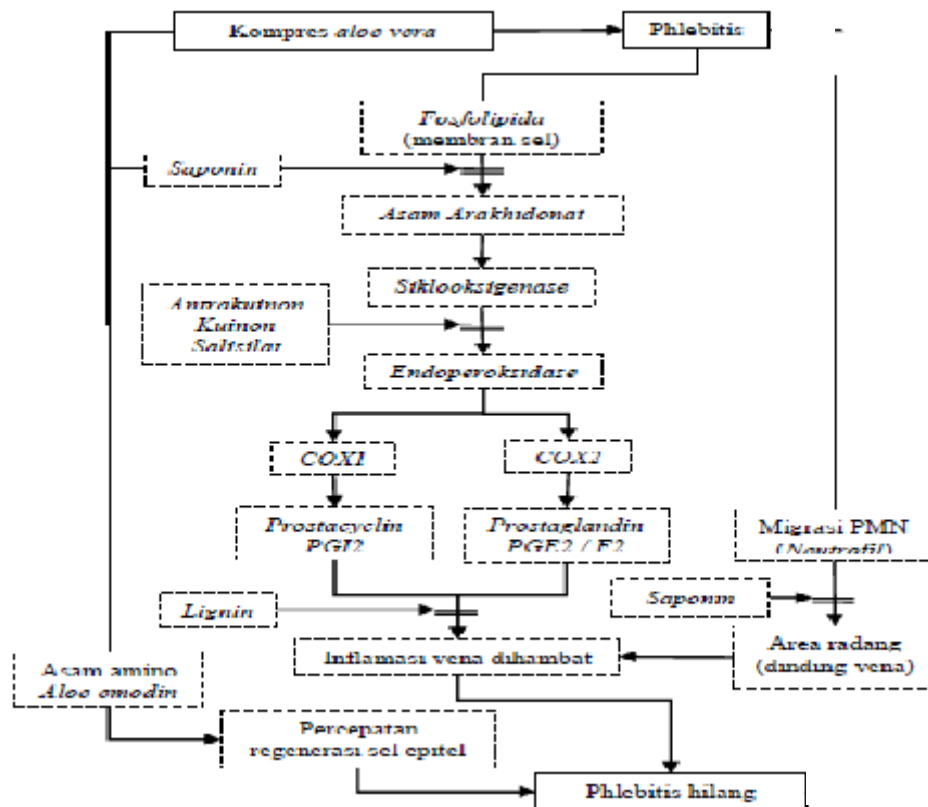 Kompres aloe vera
Phlebitis
Fosfolipida
(membran sel)
Saponin
Asam Arakhidonat
Siklooksigenase
Antrakuinon
Kuinon
Salisilat
Endoperoksidase
COX1
COX2
Prostacyclin
PGI2
Prostaglandin
PGE2 / F2
Migrasi PMN
(Neutrofil)
Lignin
Saponin
Inflamasi vena dihambat
Area radang
(dinding vena)
Asam amino
Aloe emodin
Percepatan
regenerasi sel epitel
Phlebitis hilang